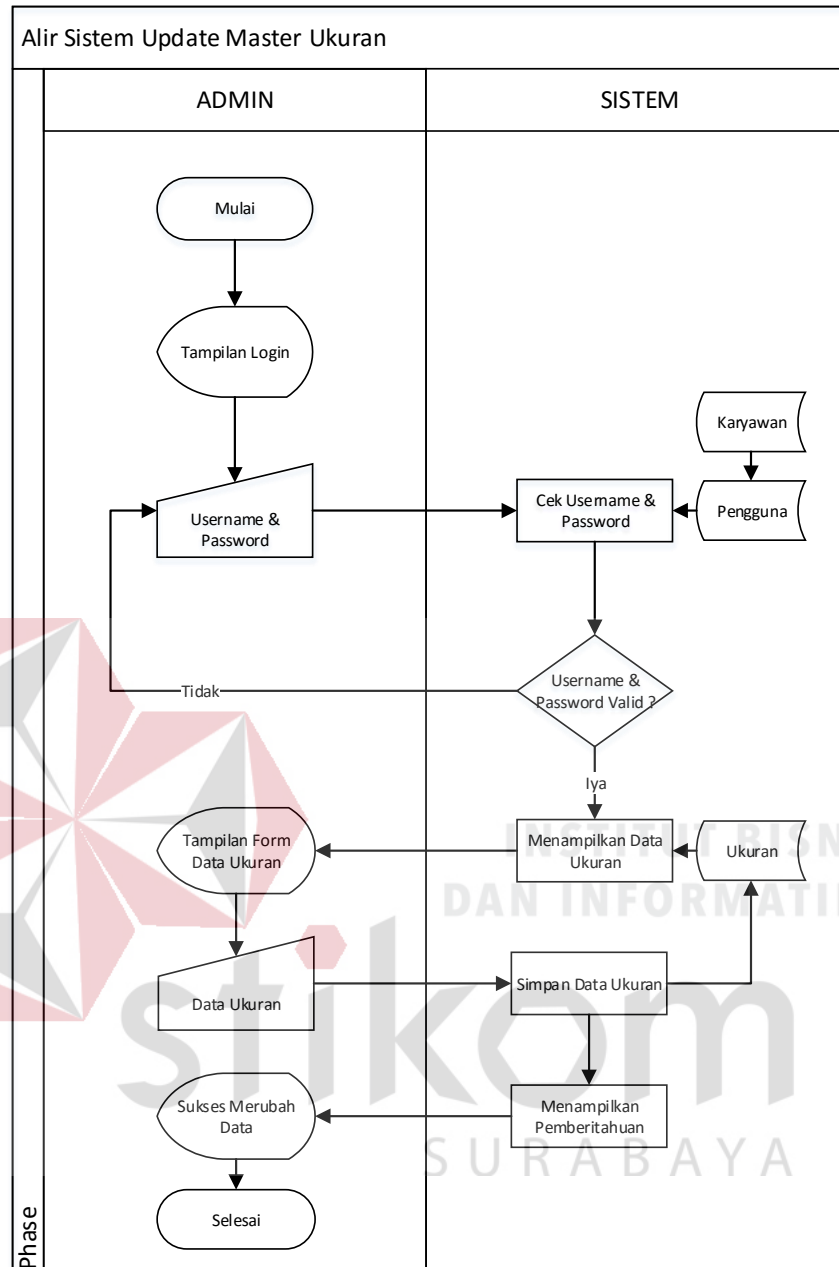 Alir Sistem Update Master Ukuran
ADMIN
SISTEM
Mulai
Tampilan Login
Karyawan
Username &
Password
Cek Username &
Password
Pengguna
Username &
Password Valid ?
Tidak
Iya
Tampilan Form
Data Ukuran
Menampilkan Data
Ukuran
Ukuran
INSTITUT BISN
DAN INFORMATI
Data Ukuran
Simpan Data Ukuran
stikom
Sukses Merubah
Data
Menampilkan
Pemberitahuan
SURABAYA
Selesai
Phase